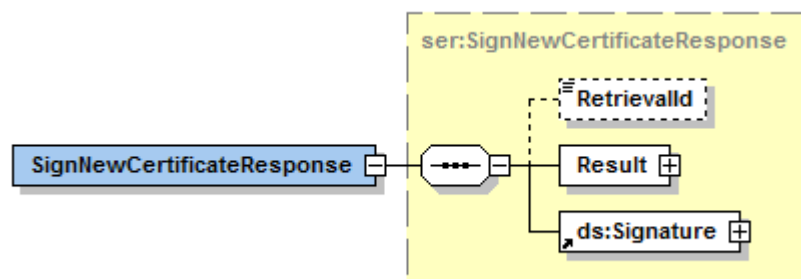 ser:SignNewCertificateResponse
RetrievalId
SignNewCertificateResponse
Result
ds:Signature